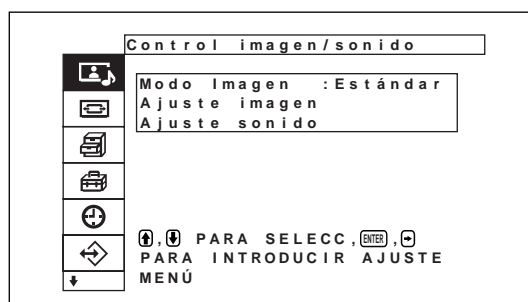 Control imagen/sonido
Modo Imagen :Estándar
Ajuste imagen
Ajuste sonido
↑,↓ PARA SELECC, ENTER ,→
PARA INTRODUCIR AJUSTE
MENÚ